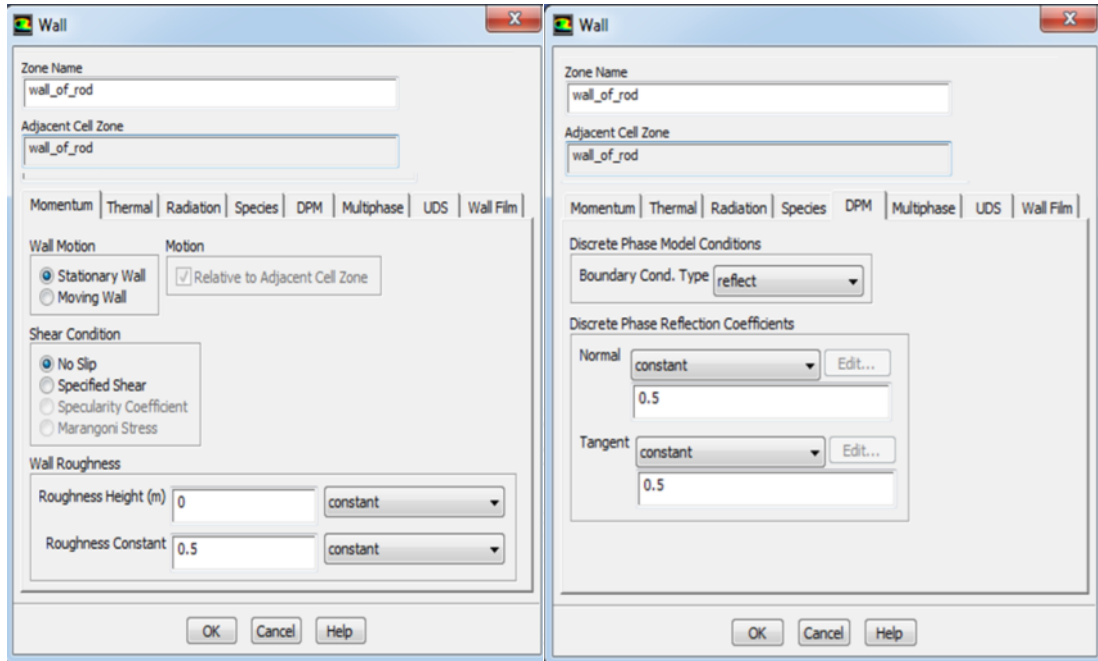 Wall
Zone Name
wall_of_rod
Adjacent Cell Zone
wall_of_rod
Momentum Thermal Radiation Species DPM Multiphase UDS Wall Film
Wall Motion Motion
Stationary Wall Relative to Adjacent Cell Zone
Moving Wall
Shear Condition
No Slip
Specified Shear
Specularity Coefficient
Marangoni Stress
Wall Roughness
Roughness Height (m) 0 constant
Roughness Constant 0.5 constant
OK Cancel Help
Wall
Zone Name
wall_of_rod
Adjacent Cell Zone
wall_of_rod
Momentum Thermal Radiation Species DPM Multiphase UDS Wall Film
Discrete Phase Model Conditions
Boundary Cond. Type reflect
Discrete Phase Reflection Coefficients
Normal constant Edit...
0.5
Tangent constant Edit...
0.5
OK Cancel Help